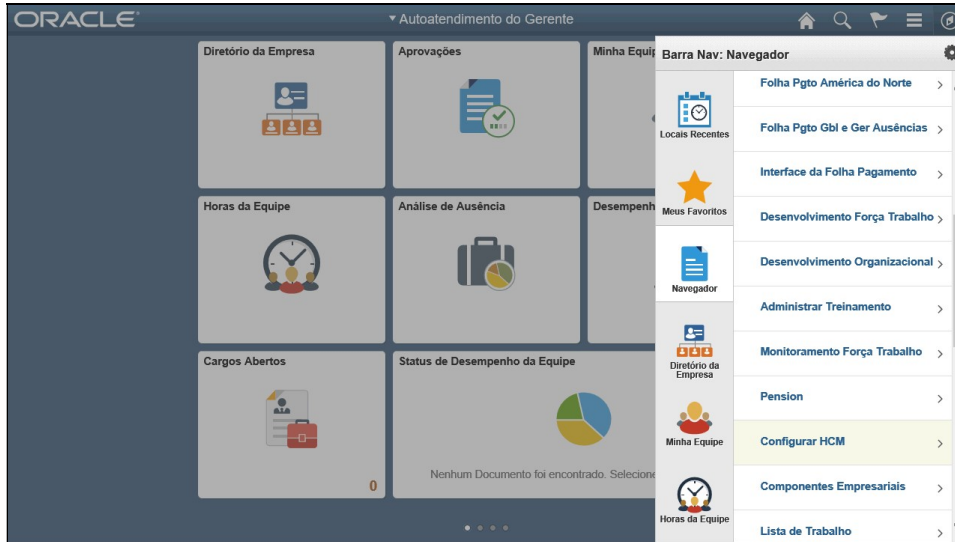 ORACLE
Autoatendimento do Gerente
Diretório da Empresa
Aprovações
Minha Equip
Horas da Equipe
Análise de Ausência
Desempenh
Cargos Abertos
0
Status de Desempenho da Equipe
Nenhum Documento foi encontrado. Selecione
Barra Nav: Navegador
Locais Recentes
Meus Favoritos
Navegador
Diretório da
Empresa
Minha Equipe
Horas da Equipe
Folha Pgto América do Norte
Folha Pgto Gbl e Ger Ausências
Interface da Folha Pagamento
Desenvolvimento Força Trabalho
Desenvolvimento Organizacional
Administrar Treinamento
Monitoramento Força Trabalho
Pension
Configurar HCM
Componentes Empresariais
Lista de Trabalho